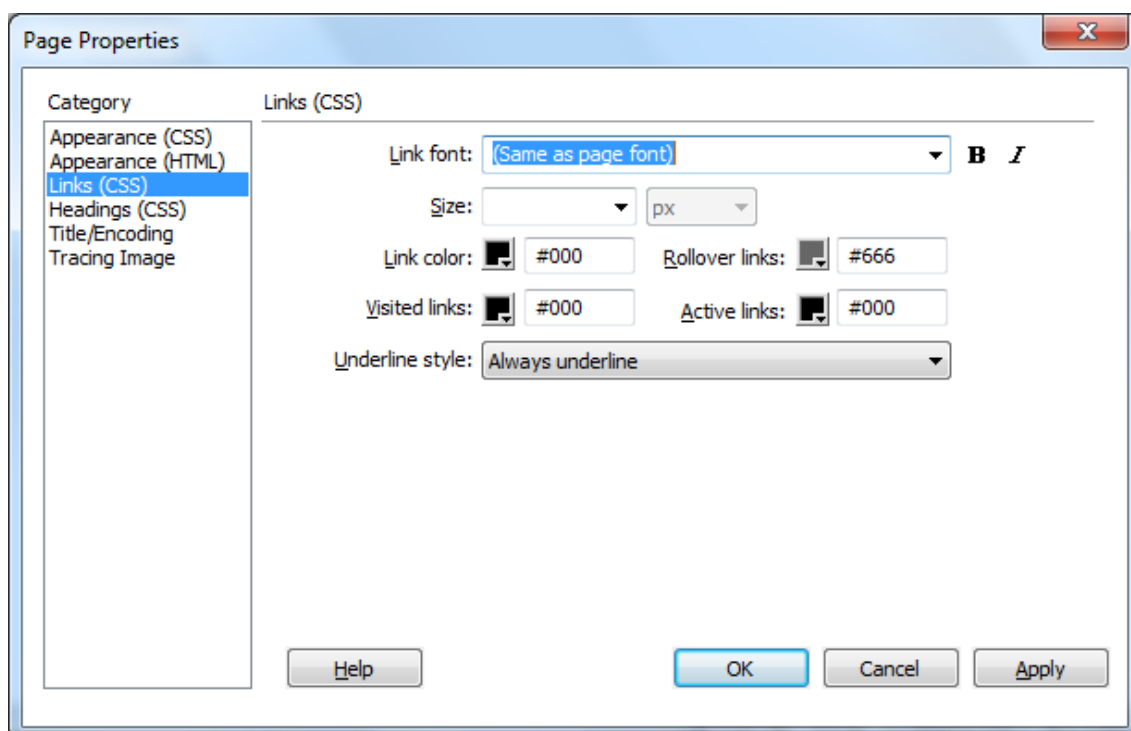 Page Properties
Category
Links (CSS)
Appearance (CSS)
Appearance (HTML)
Links (CSS)
Headings (CSS)
Title/Encoding
Tracing Image
Link font: (Same as page font) B I
Size: px
Link color: #000 Rollover links: #666
Visited links: #000 Active links: #000
Underline style: Always underline
Help OK Cancel Apply